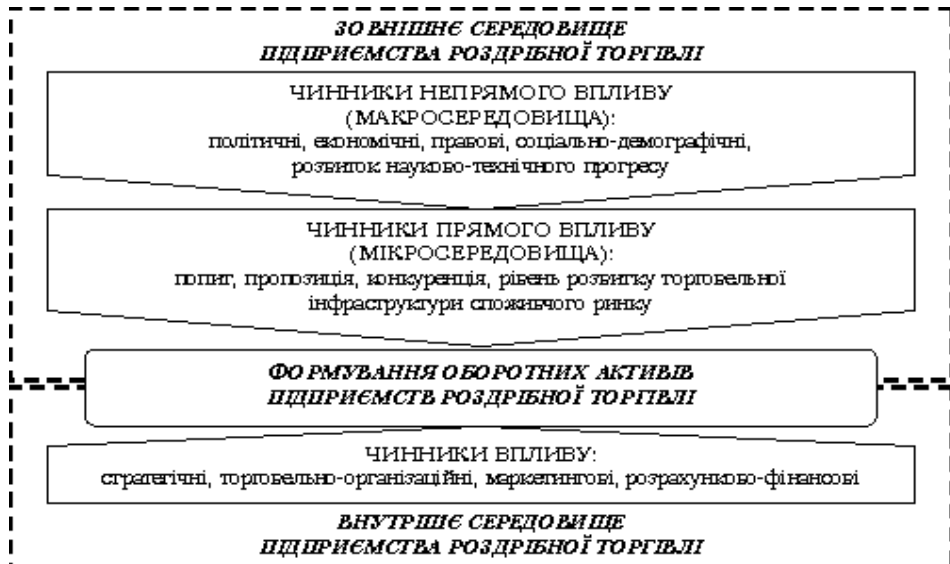 ЗОВНІШНЄ СЕРЕДОВИЩЕ
ПІДПРИЄМСТВА РОЗДРІБНОЇ ТОРГІВЛІ
ЧИННИКИ НЕПРЯМОГО ВПЛИВУ
(МАКРОСЕРЕДОВИЩА):
політичні, економічні, правові, соціально-демографічні,
розвиток науково-технічного прогресу
ЧИННИКИ ПРЯМОГО ВПЛИВУ
(МІКРОСЕРЕДОВИЩА):
попит, пропозиція, конкуренція, рівень розвитку торговельної
інфраструктури споживчого ринку
ФОРМУВАННЯ ОБОРОТНИХ АКТИВІВ
ПІДПРИЄМСТВ РОЗДРІБНОЇ ТОРГІВЛІ
ЧИННИКИ ВПЛИВУ:
стратегічні, торговельно-організаційні, маркетингові, розрахунково-фінансові
ВНУТРІШНЄ СЕРЕДОВИЩЕ
ПІДПРИЄМСТВА РОЗДРІБНОЇ ТОРГІВЛІ